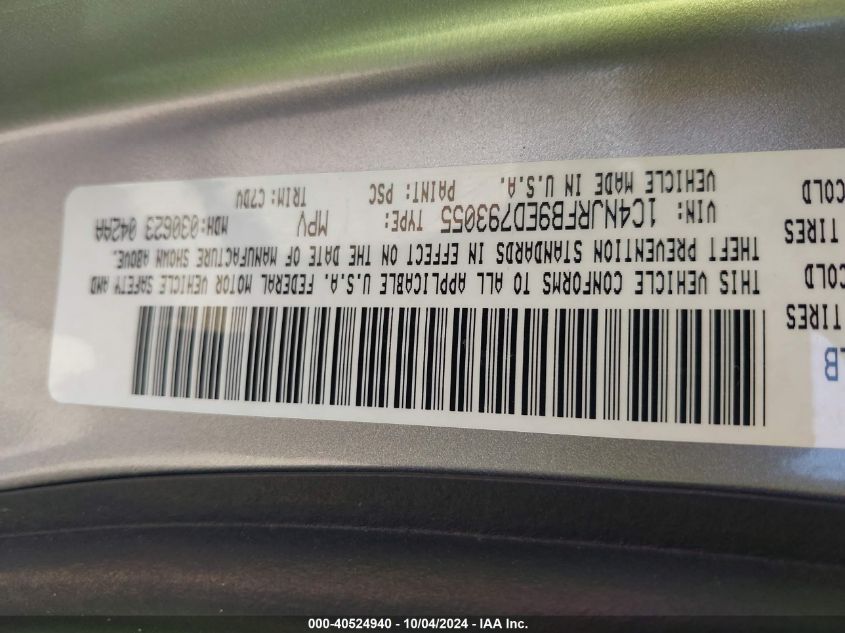 THIS VEHICLE CONFORMS TO ALL APPLICABLE U.S.A. FEDERAL MOTOR VEHICLE SAFETY AND
THEFT PREVENTION STANDARDS IN EFFECT ON THE DATE OF MANUFACTURE SHOWN ABOVE.
VIN: 1C4NJRFB9ED793055 TYPE: MPV MDH:030623 042AA
VEHICLE MADE IN U.S.A. PAINT: PSC TRIM: C7DV
LB
TIRES
COLD
TIRES
COLD
000-40524940 - 10/04/2024 - IAA Inc.